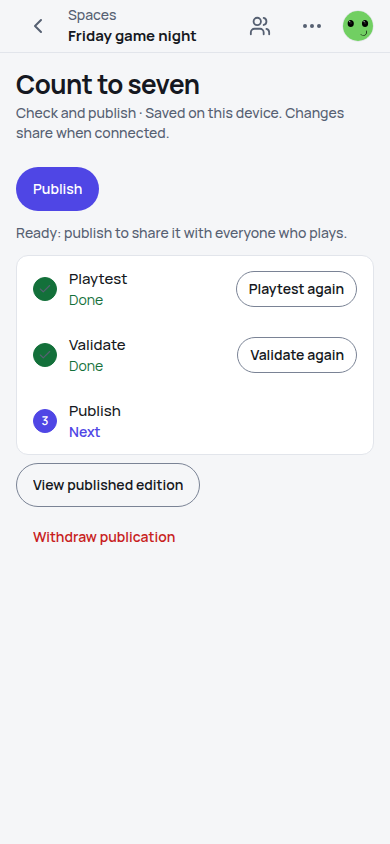 Spaces
Friday game night
Count to seven
Check and publish · Saved on this device. Changes
share when connected.
Publish
Ready: publish to share it with everyone who plays.
Playtest
Done
Playtest again
Validate
Done
Validate again
3
Publish
Next
View published edition
Withdraw publication